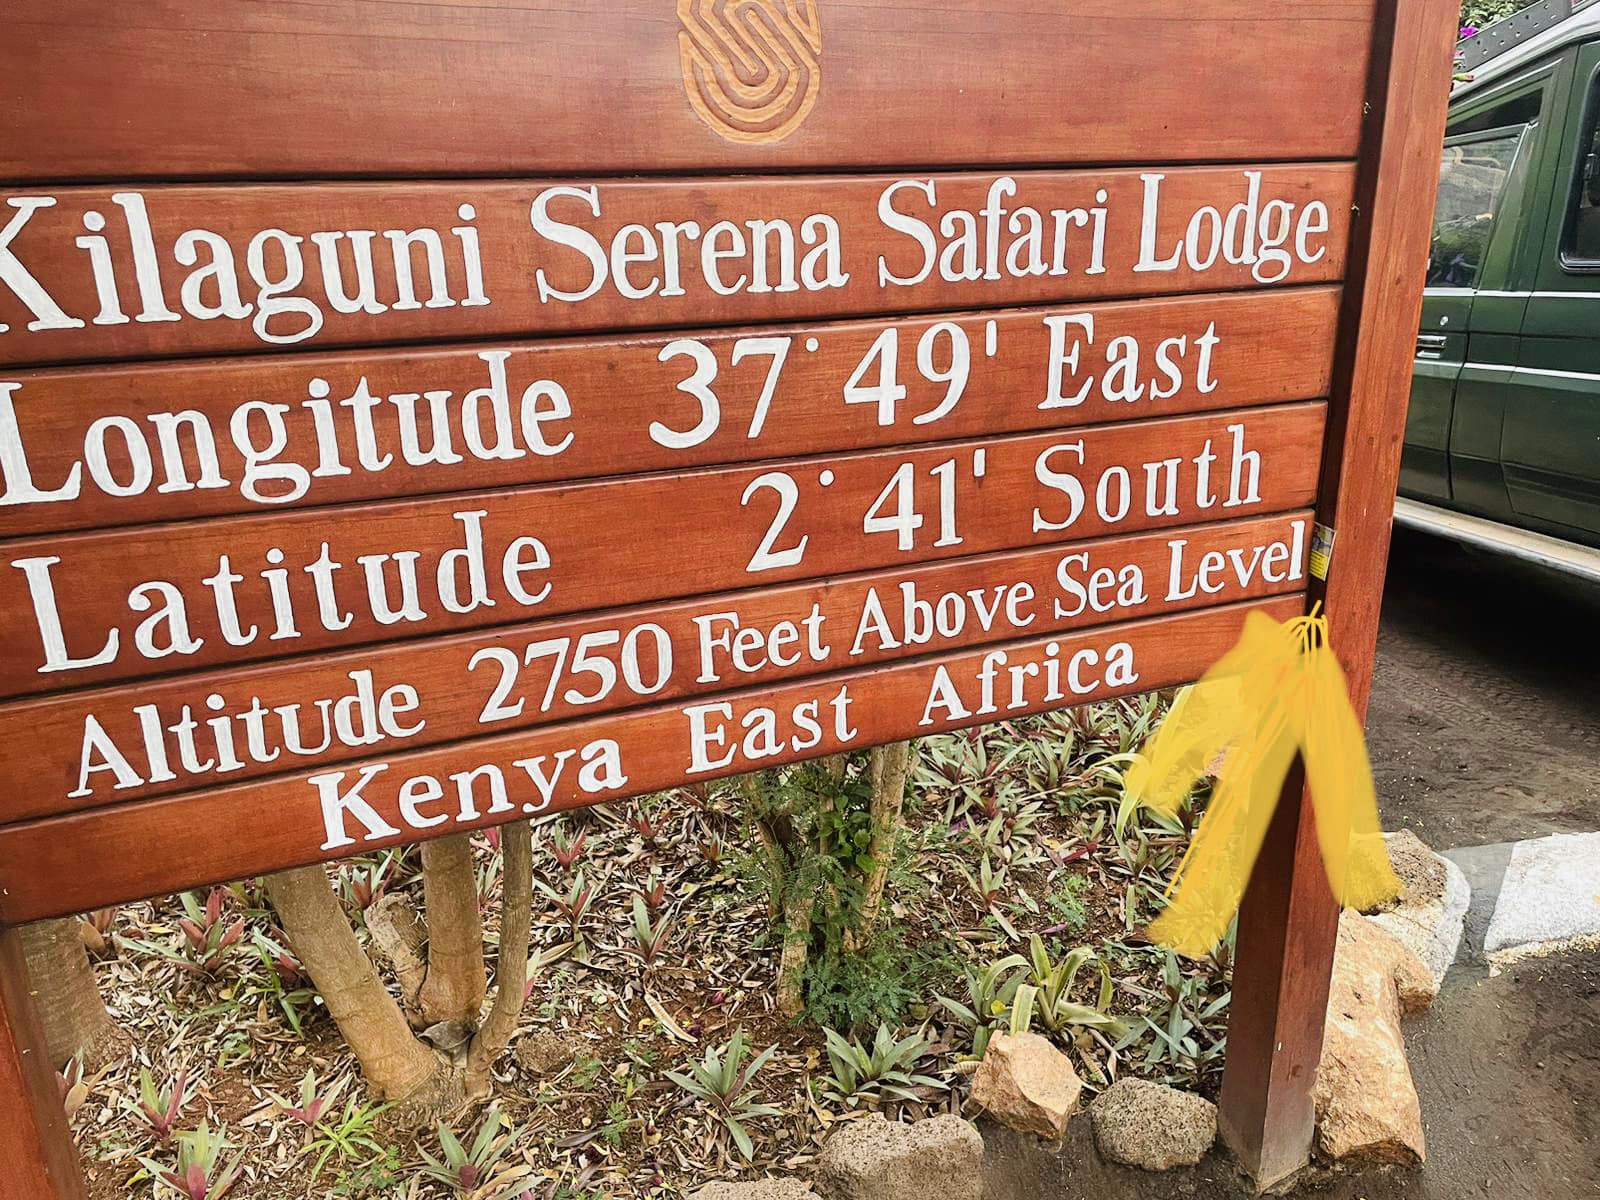 Kilaguni Serena Safari Lodge
Longitude 37° 49' East
Latitude 2° 41' South
Altitude 2750 Feet Above Sea Level
Kenya East Africa